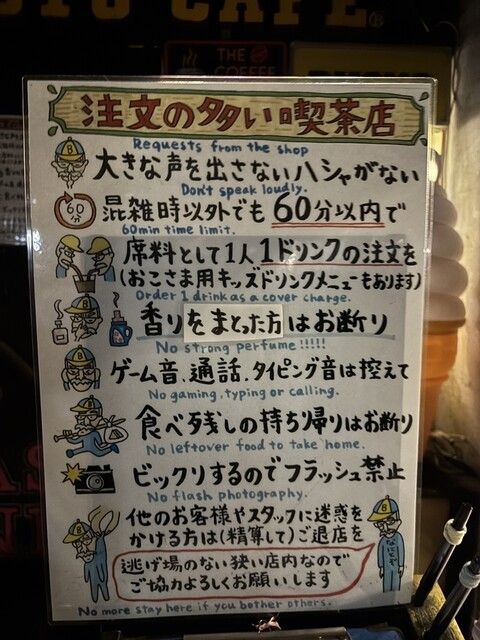 CAFE
THE
COFFEE
注文の多い喫茶店
Requests from the shop
大きな声を出さないハシャがない
Don't speak loudly.
60分
混雑時以外でも60分以内で
60min time limit.
席料として1人1ドリンクの注文を
(おこさま用キッズドリンクメニューもあります)
Order 1 drink as a cover charge.
香りをまとった方はお断り
No strong perfume!!!!!
ゲーム音、通話、タイピング音は控えて
No gaming, typing or calling.
食べ残しの持ち帰りはお断り
No leftover food to take home.
ビックリするのでフラッシュ禁止
No flash photography.
他のお客様やスタッフに迷惑を
かける方は(精算して)ご退店を
逃げ場のない狭い店内なので
ご協力よろしくお願いします
No more stay here if you bother others.